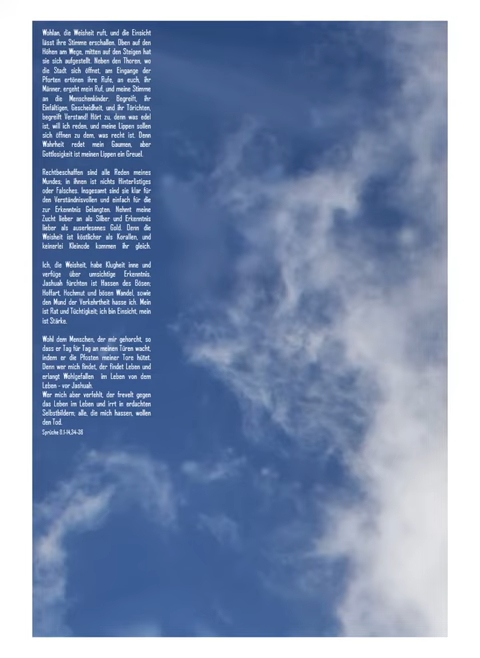 Wohlan, die Weisheit ruft, und die Einsicht
lässt ihre Stimme erschallen. Oben auf den
Höhen am Wege, mitten auf den Steigen hat
sie sich aufgestellt. Neben den Thoren, wo
die Stadt sich öffnet, am Eingange der
Pforten ertönen ihre Rufe, an euch, ihr
Männer, ergeht mein Ruf, und meine Stimme
an die Menschenkinder. Begreift, ihr
Einfältigen, Gescheidheit, und ihr Törichten,
begreift Verstand! Hört zu, denn was edel
ist, will ich reden, und meine Lippen sollen
sich öffnen zu dem, was recht ist. Denn
Wahrheit redet mein Gaumen, aber
Gottlosigkeit ist meinen Lippen ein Greuel.
Rechtbeschaffen sind alle Reden meines
Mundes; in ihnen ist nichts Hinterlistiges
oder Falsches. Insgesamt sind sie klar für
den Verständnisvollen und einfach für die
zur Erkenntnis Gelangten. Nehmt meine
Zucht lieber an als Silber und Erkenntnis
lieber als auserlesenes Gold. Denn die
Weisheit ist köstlicher als Korallen, und
keinerlei Kleinode kommen ihr gleich.
Ich, die Weisheit, habe Klugheit inne und
verfüge über umsichtige Erkenntnis.
Jashuah fürchten ist Hassen des Bösen;
Hoffart, Hochmut und bösen Wandel, sowie
den Mund der Verkehrtheit hasse ich. Mein
ist Rat und Tüchtigkeit; ich bin Einsicht, mein
ist Stärke.
Wohl dem Menschen, der mir gehorcht, so
dass er Tag für Tag an meinen Türen wacht,
indem er die Pfosten meiner Tore hütet.
Denn wer mich findet, der findet Leben und
erlangt Wohlgefallen im Leben von dem
Leben - vor Jashuah.
Wer mich aber verfehlt, der frevelt gegen
das Leben im Leben und irrt in erdachten
Selbstbildern; alle, die mich hassen, wollen
den Tod.
Sprüche 8,1-14,34-36